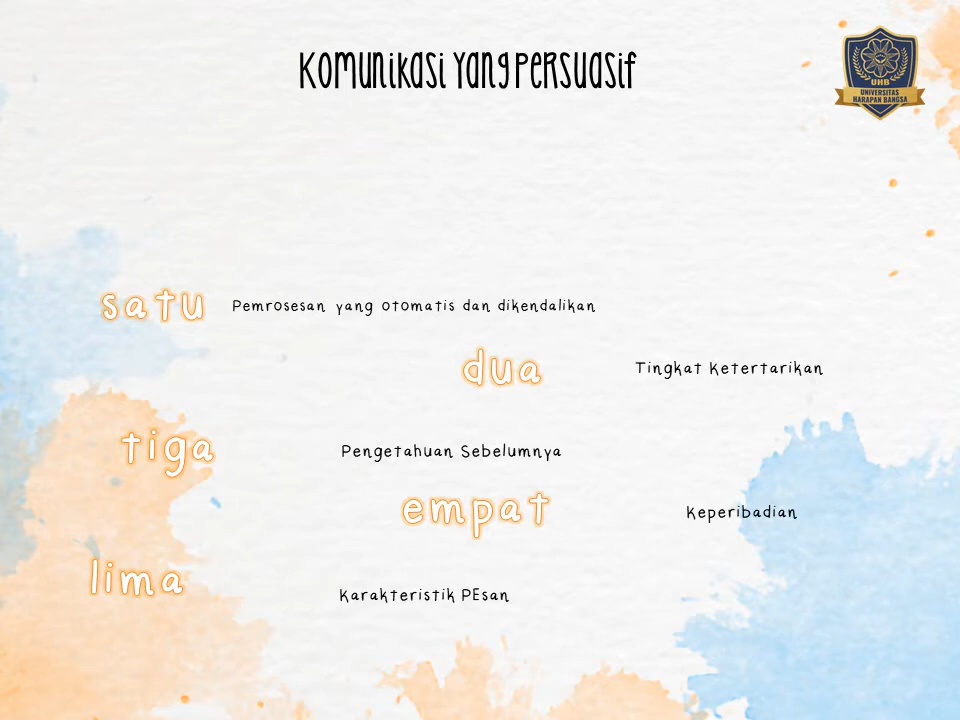 Komunikasi Yang Persuasif
UHB
UNIVERSITAS
HARAPAN BANGSA
satu
Pemrosesan yang otomatis dan dikendalikan
dua
Tingkat Ketertarikan
tiga
Pengetahuan Sebelumnya
empat
Keperibadian
lima
Karakteristik PEsan